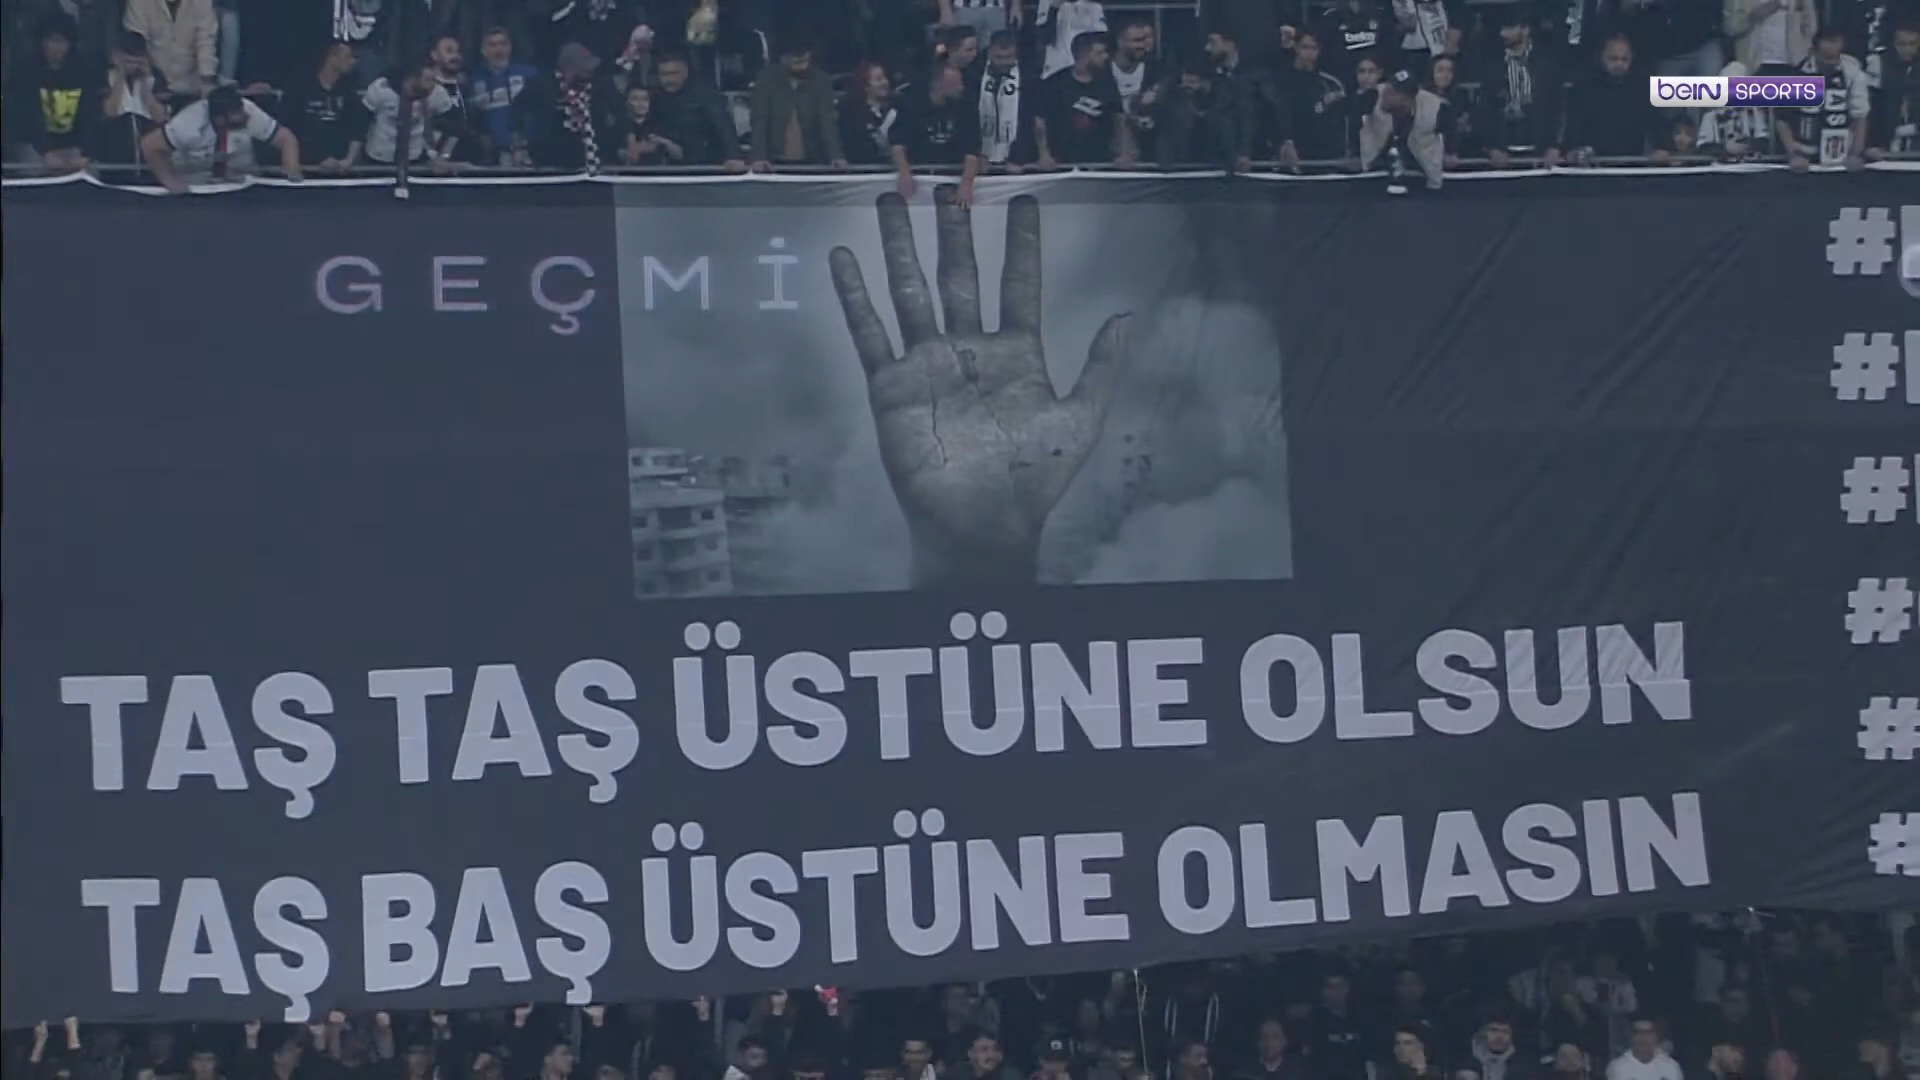 beIN SPORTS
GEÇMİ
TAŞ TAŞ ÜSTÜNE OLSUN
TAŞ BAŞ ÜSTÜNE OLMASIN